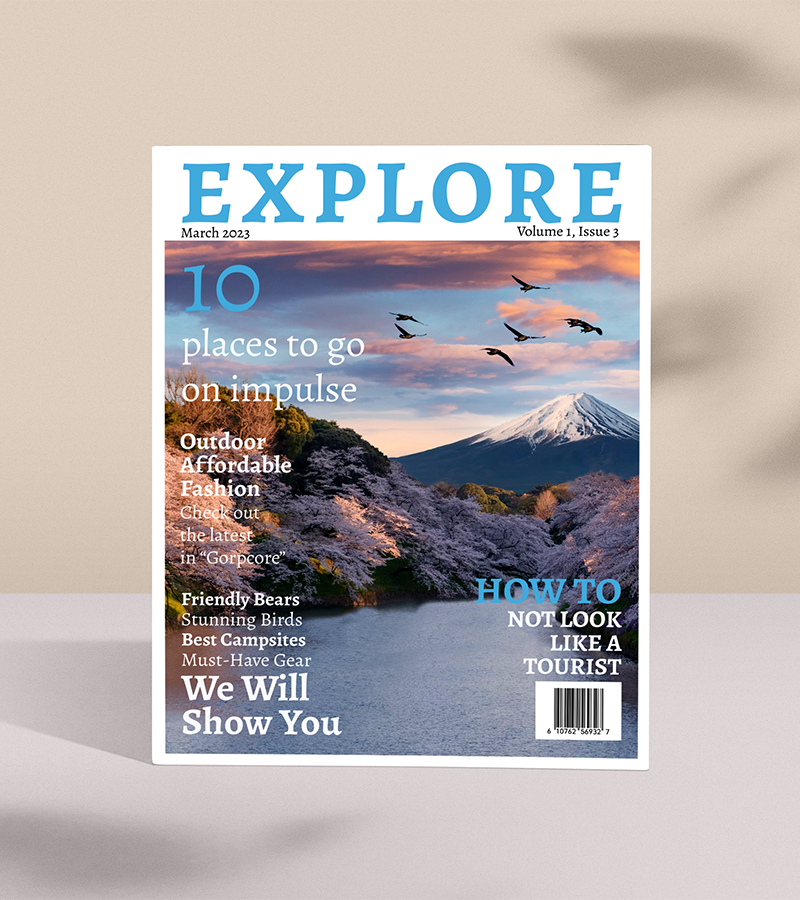 EXPLORE
March 2023
Volume 1, Issue 3
10
places to go
on impulse
Outdoor
Affordable
Fashion
Check out
the latest
in “Gorpcore”
Friendly Bears
Stunning Birds
Best Campsites
Must-Have Gear
We Will
Show You
HOW TO
NOT LOOK
LIKE A
TOURIST
6 10762 56932 7